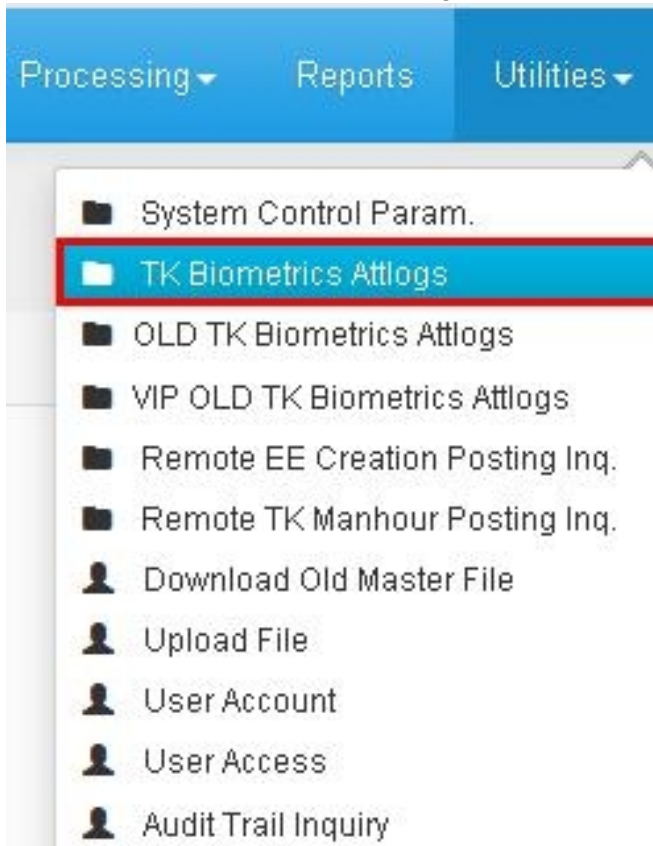 Processing Reports Utilities
System Control Param.
TK Biometrics Attlogs
OLD TK Biometrics Attlogs
VIP OLD TK Biometrics Attlogs
Remote EE Creation Posting Inq.
Remote TK Manhour Posting Inq.
Download Old Master File
Upload File
User Account
User Access
Audit Trail Inquiry